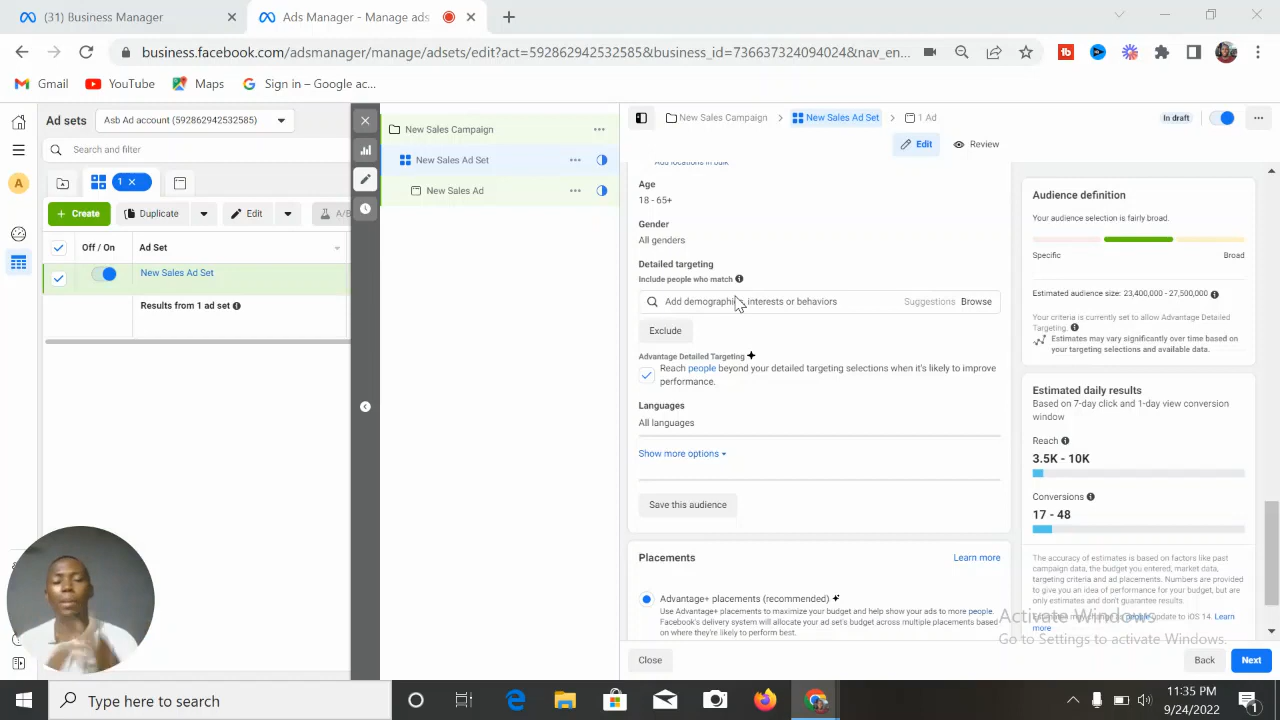 (31) Business Manager
Ads Manager - Manage ads
business.facebook.com/adsmanager/manage/adsets/edit?act=592862942532585&business_id=7366373240940​24&nav_en...
Gmail
YouTube
Maps
Sign in – Google ac...
Ad sets
Asb Ad account (592862942532585)
Search and filter
1
Create
Duplicate
Edit
A/B
Off / On
Ad Set
New Sales Ad Set
Results from 1 ad set
A
New Sales Campaign
New Sales Ad Set
New Sales Ad
New Sales Campaign
New Sales Ad Set
1 Ad
In draft
Edit
Review
Add locations in bulk
Age
18 - 65+
Gender
All genders
Detailed targeting
Include people who match
Add demographics, interests or behaviors
Suggestions
Browse
Exclude
Advantage Detailed Targeting
Reach people beyond your detailed targeting selections when it's likely to improve
performance.
Languages
All languages
Show more options
Save this audience
Placements
Learn more
Advantage+ placements (recommended)
Use Advantage+ placements to maximize your budget and help show your ads to more people.
Facebook's delivery system will allocate your ad set's budget across multiple placements based
on where they're likely to perform best.
Close
Back
Next
Audience definition
Your audience selection is fairly broad.
Specific
Broad
Estimated audience size: 23,400,000 - 27,500,000
Your criteria is currently set to allow Advantage Detailed
Targeting.
Estimates may vary significantly over time based on
your targeting selections and available data.
Estimated daily results
Based on 7-day click and 1-day view conversion
window
Reach
3.5K - 10K
Conversions
17 - 48
The accuracy of estimates is based on factors like past
campaign data, the budget you entered, market data,
targeting criteria and ad placements. Numbers are provided
to give you an idea of performance for your budget, but are
only estimates and don't guarantee results.
update to iOS 14. Learn
more
Activate Windows
Go to Settings to activate Windows.
Type here to search
11:35 PM
9/24/2022
1